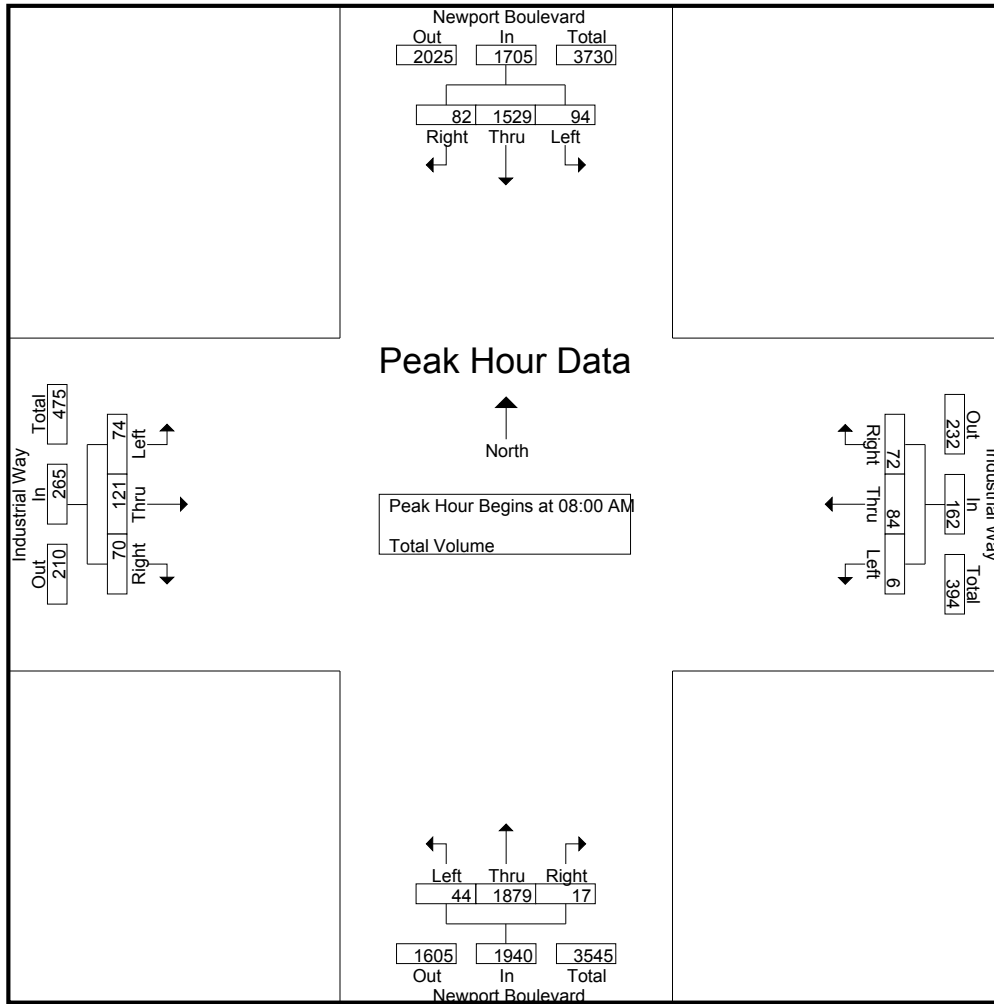 Newport Boulevard
Out In Total
2025 1705 3730
82 1529 94
Right Thru Left
Peak Hour Data
North
Peak Hour Begins at 08:00 AM
Total Volume
Industrial Way
Total In Out
475 265 210
74 121 70
Left Thru Right
Right Thru Left
72 84 6
Out In Total
232 162 394
Industrial Way
Left Thru Right
44 1879 17
1605 1940 3545
Out In Total
Newport Boulevard